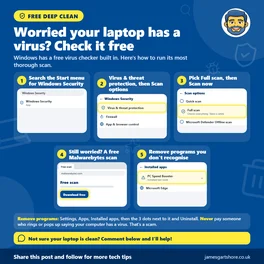 FREE DEEP CLEAN
Worried your laptop has a
virus? Check it free
Windows has a free virus checker built in. Here's how to run its most
thorough scan.
1
Search the Start menu
for Windows Security
Windows Security
2
Virus & threat
protection, then Scan
options
Windows Security
Virus & threat protection
Firewall
App & browser control
3
Pick Full scan, then
Scan now
Scan options
Quick scan
Full scan
Microsoft Defender Offline scan
4
Still worried? A free
Malwarebytes scan
Free scan
Download free
5
Remove programs you
don't recognise
Installed apps
PC Speed Booster
Microsoft Edge
Remove programs: Settings, Apps, Installed apps, then the 3 dots next to it and Uninstall. Never pay someone
who rings or pops up saying your computer has a virus. That's a scam.
Not sure your laptop is clean? Comment below and I'll help!
Share this post and follow for more tech tips
jamesgartshore.co.uk